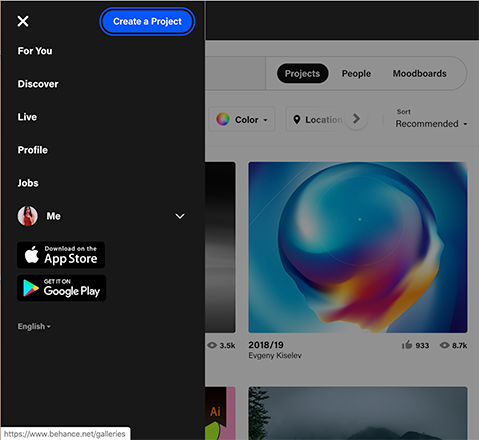 Create a Project
For You
Discover
Live
Profile
Jobs
Me
Download on the
App Store
GET IT ON
Google Play
English
https://www.behance.net/galleries
Projects
People
Moodboards
Color
Location
Sort
Recommended
3.5k
2018/19
Evgeny Kiselev
933
8.7k
Ai